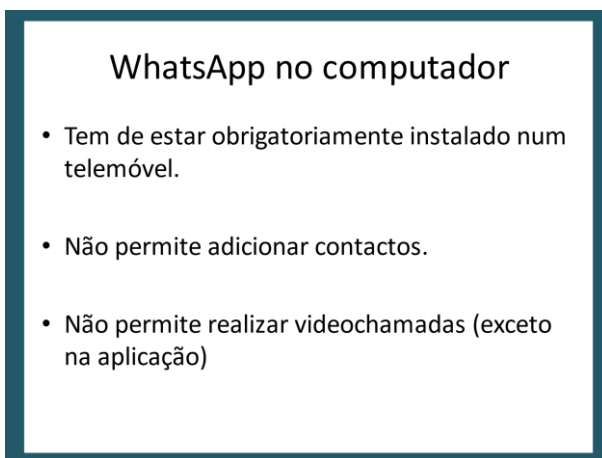 WhatsApp no computador
• Tem de estar obrigatoriamente instalado num
telemóvel.
• Não permite adicionar contactos.
• Não permite realizar videochamadas (exceto
na aplicação)